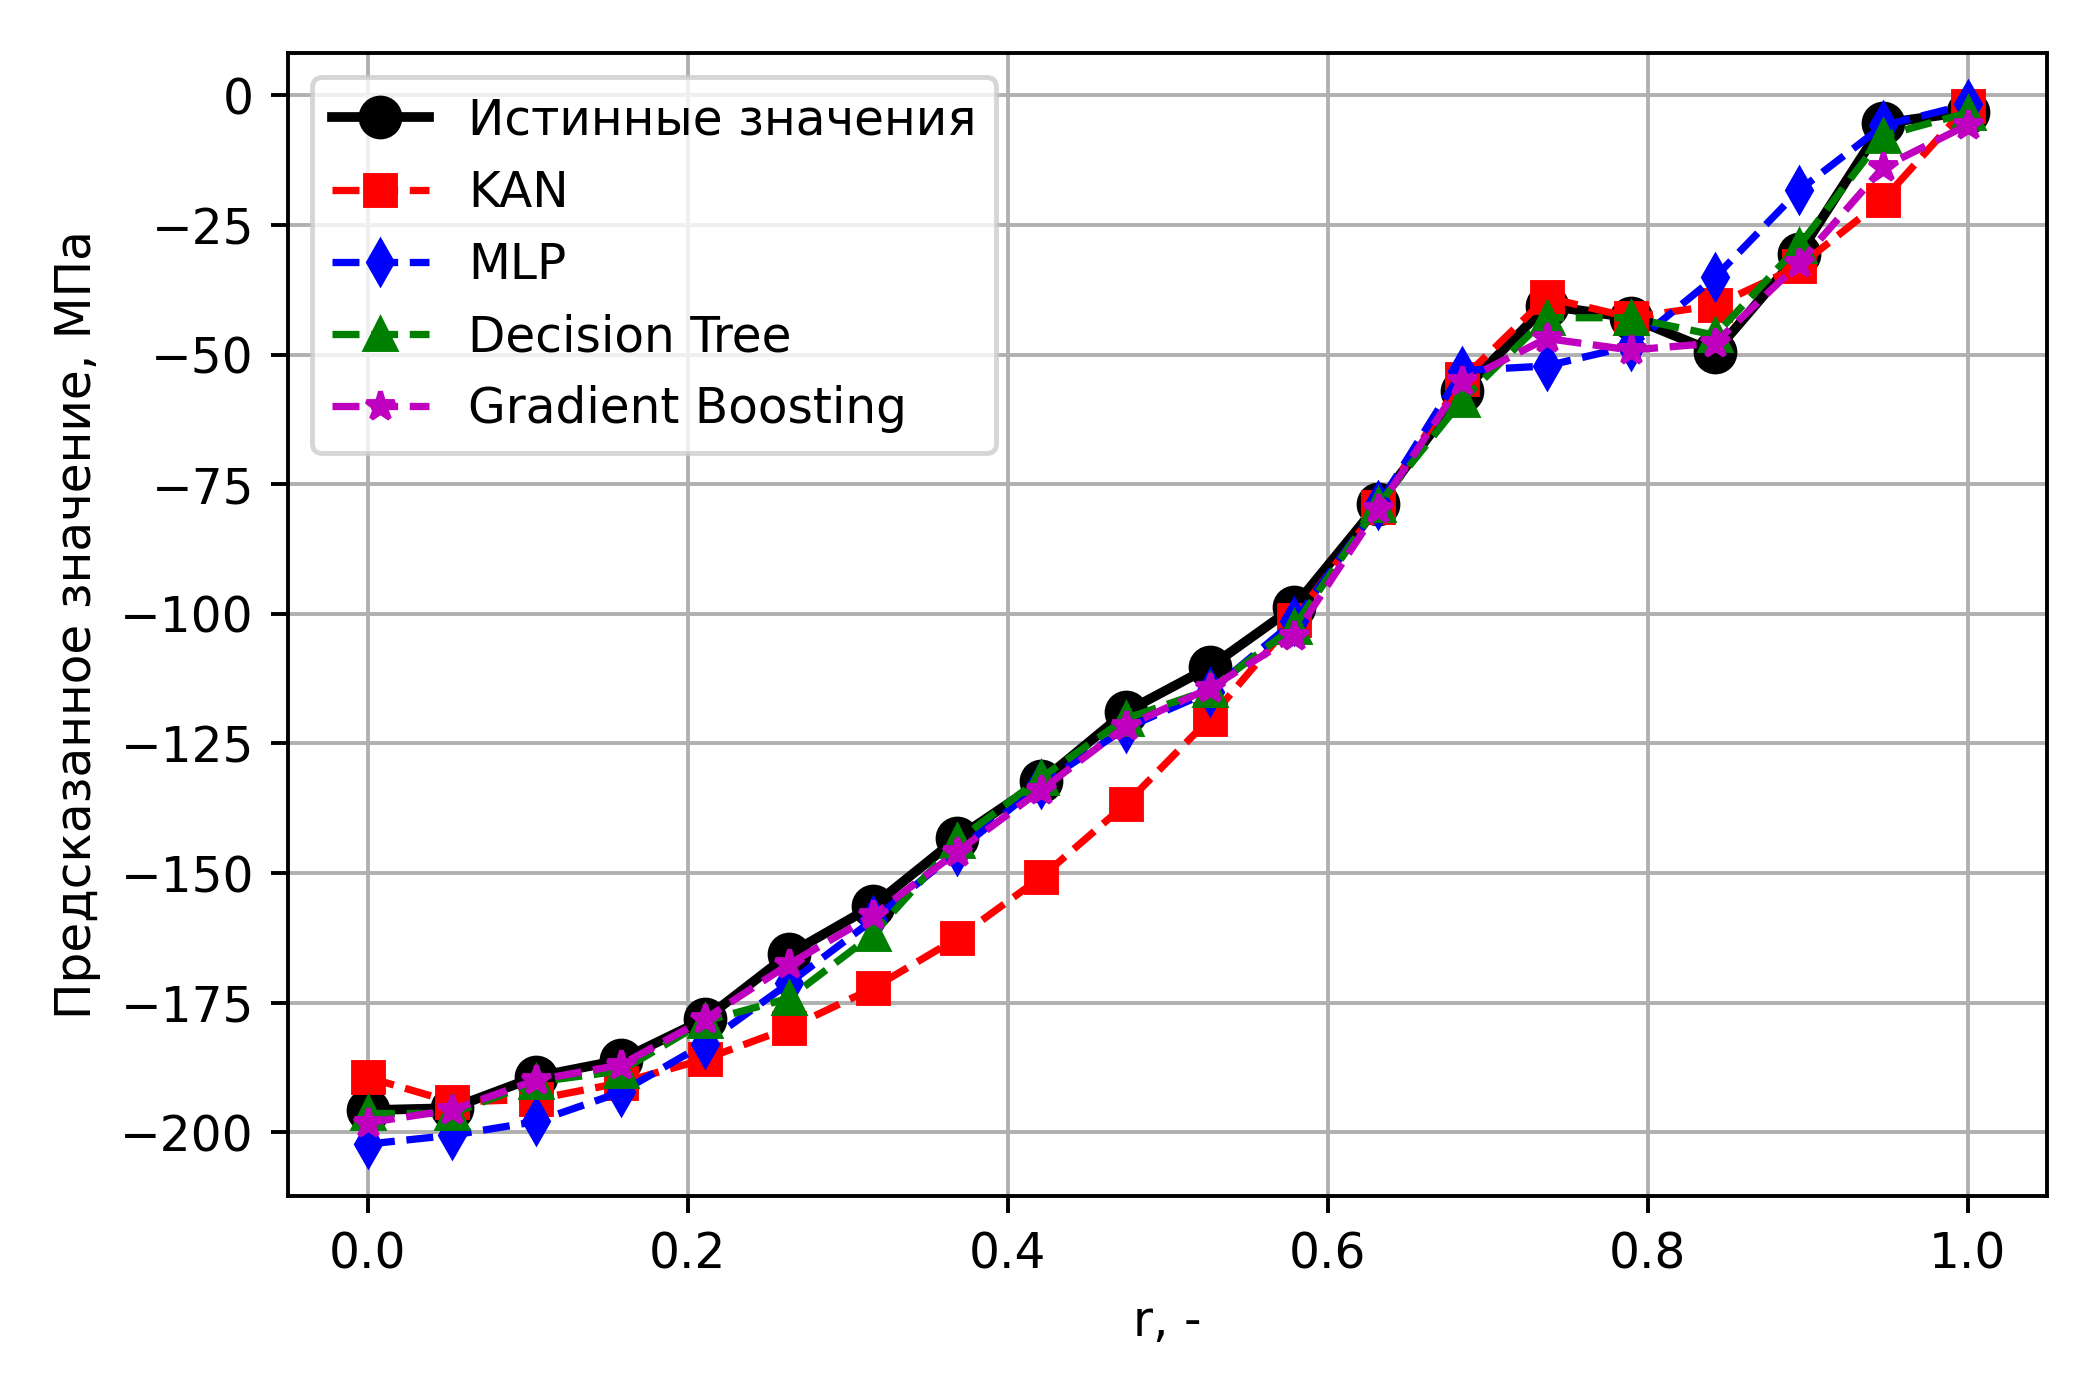 Предсказанное значение, МПа
0
−25
−50
−75
−100
−125
−150
−175
−200
Истинные значения
KAN
MLP
Decision Tree
Gradient Boosting
0.0 0.2 0.4 0.6 0.8 1.0
r, -